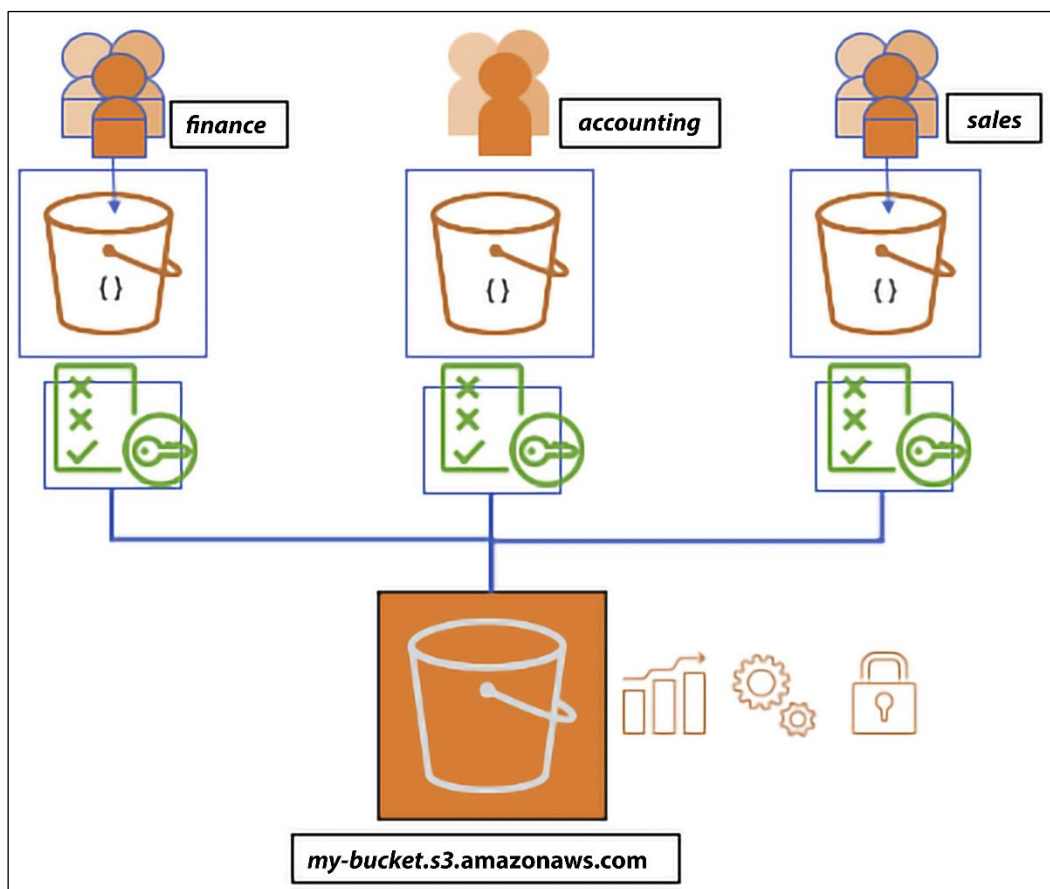 finance
accounting
sales
{}
{}
{}
my-bucket.s3.amazonaws.com